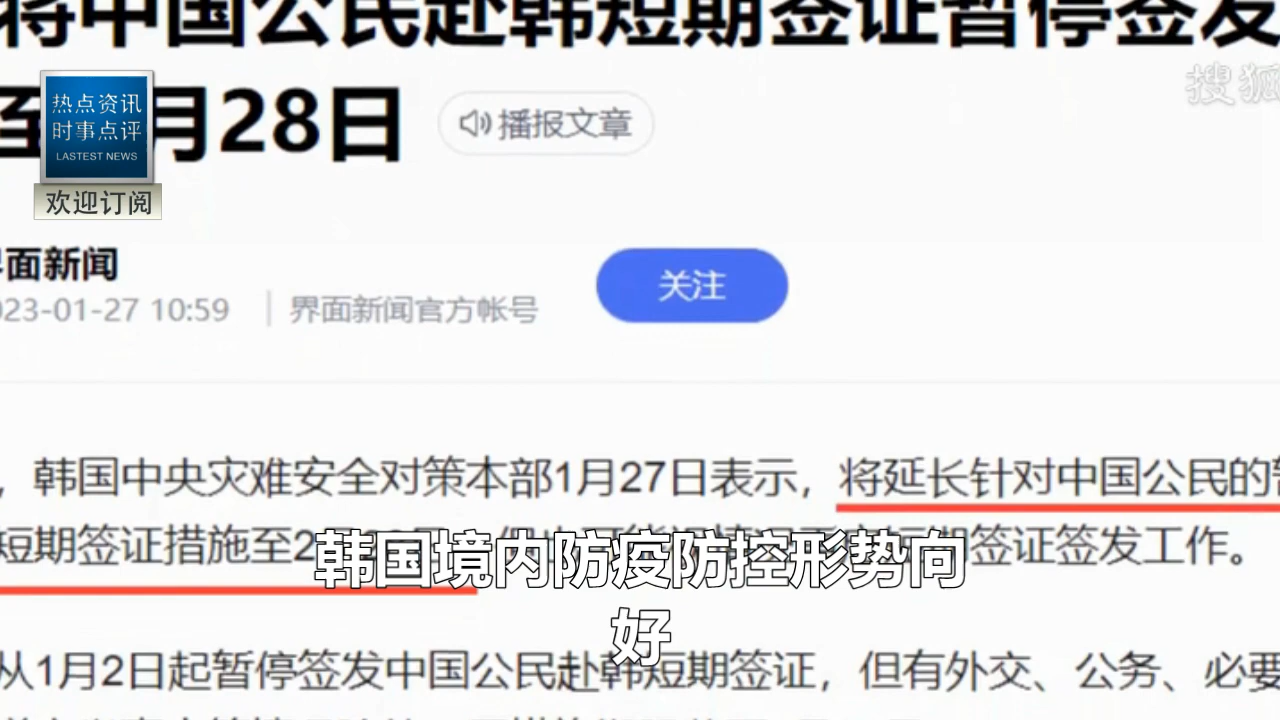 将中国公民赴韩短期签证暂停签发
至 月28日
播报文章
搜狐
热点资讯
时事点评
LASTEST NEWS
欢迎订阅
界面新闻
023-01-27 10:59 | 界面新闻官方帐号
关注
，韩国中央灾难安全对策本部1月27日表示，将延长针对中国公民的暂
短期签证措施至2 签证签发工作。
韩国境内防疫防控形势向
好
从1月2日起暂停签发中国公民赴韩短期签证，但有外交、公务、必要